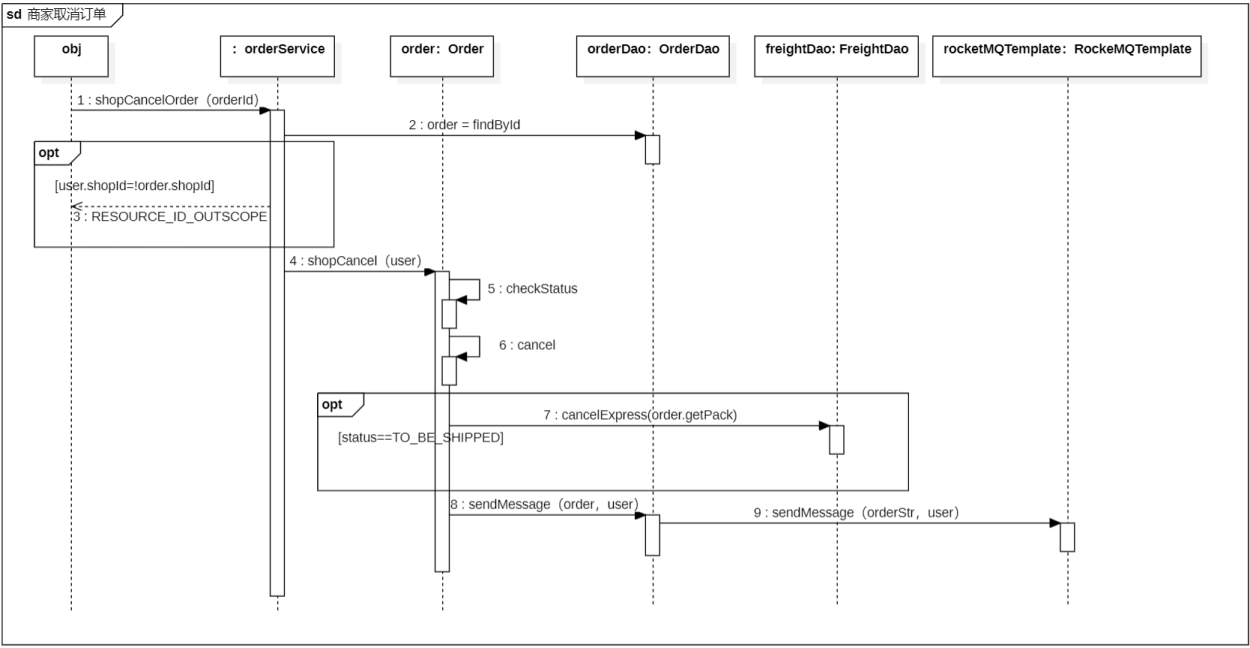 sd 商家取消订单
obj
：orderService
order：Order
orderDao：OrderDao
freightDao: FreightDao
rocketMQTemplate：RockeMQTemplate
1 : shopCancelOrder（orderId）
2 : order = findById
opt
[user.shopId=!order.shopId]
3 : RESOURCE_ID_OUTSCOPE
4 : shopCancel（user）
5 : checkStatus
6 : cancel
opt
7 : cancelExpress(order.getPack)
[status==TO_BE_SHIPPED]
8 : sendMessage（order，user）
9 : sendMessage（orderStr，user）